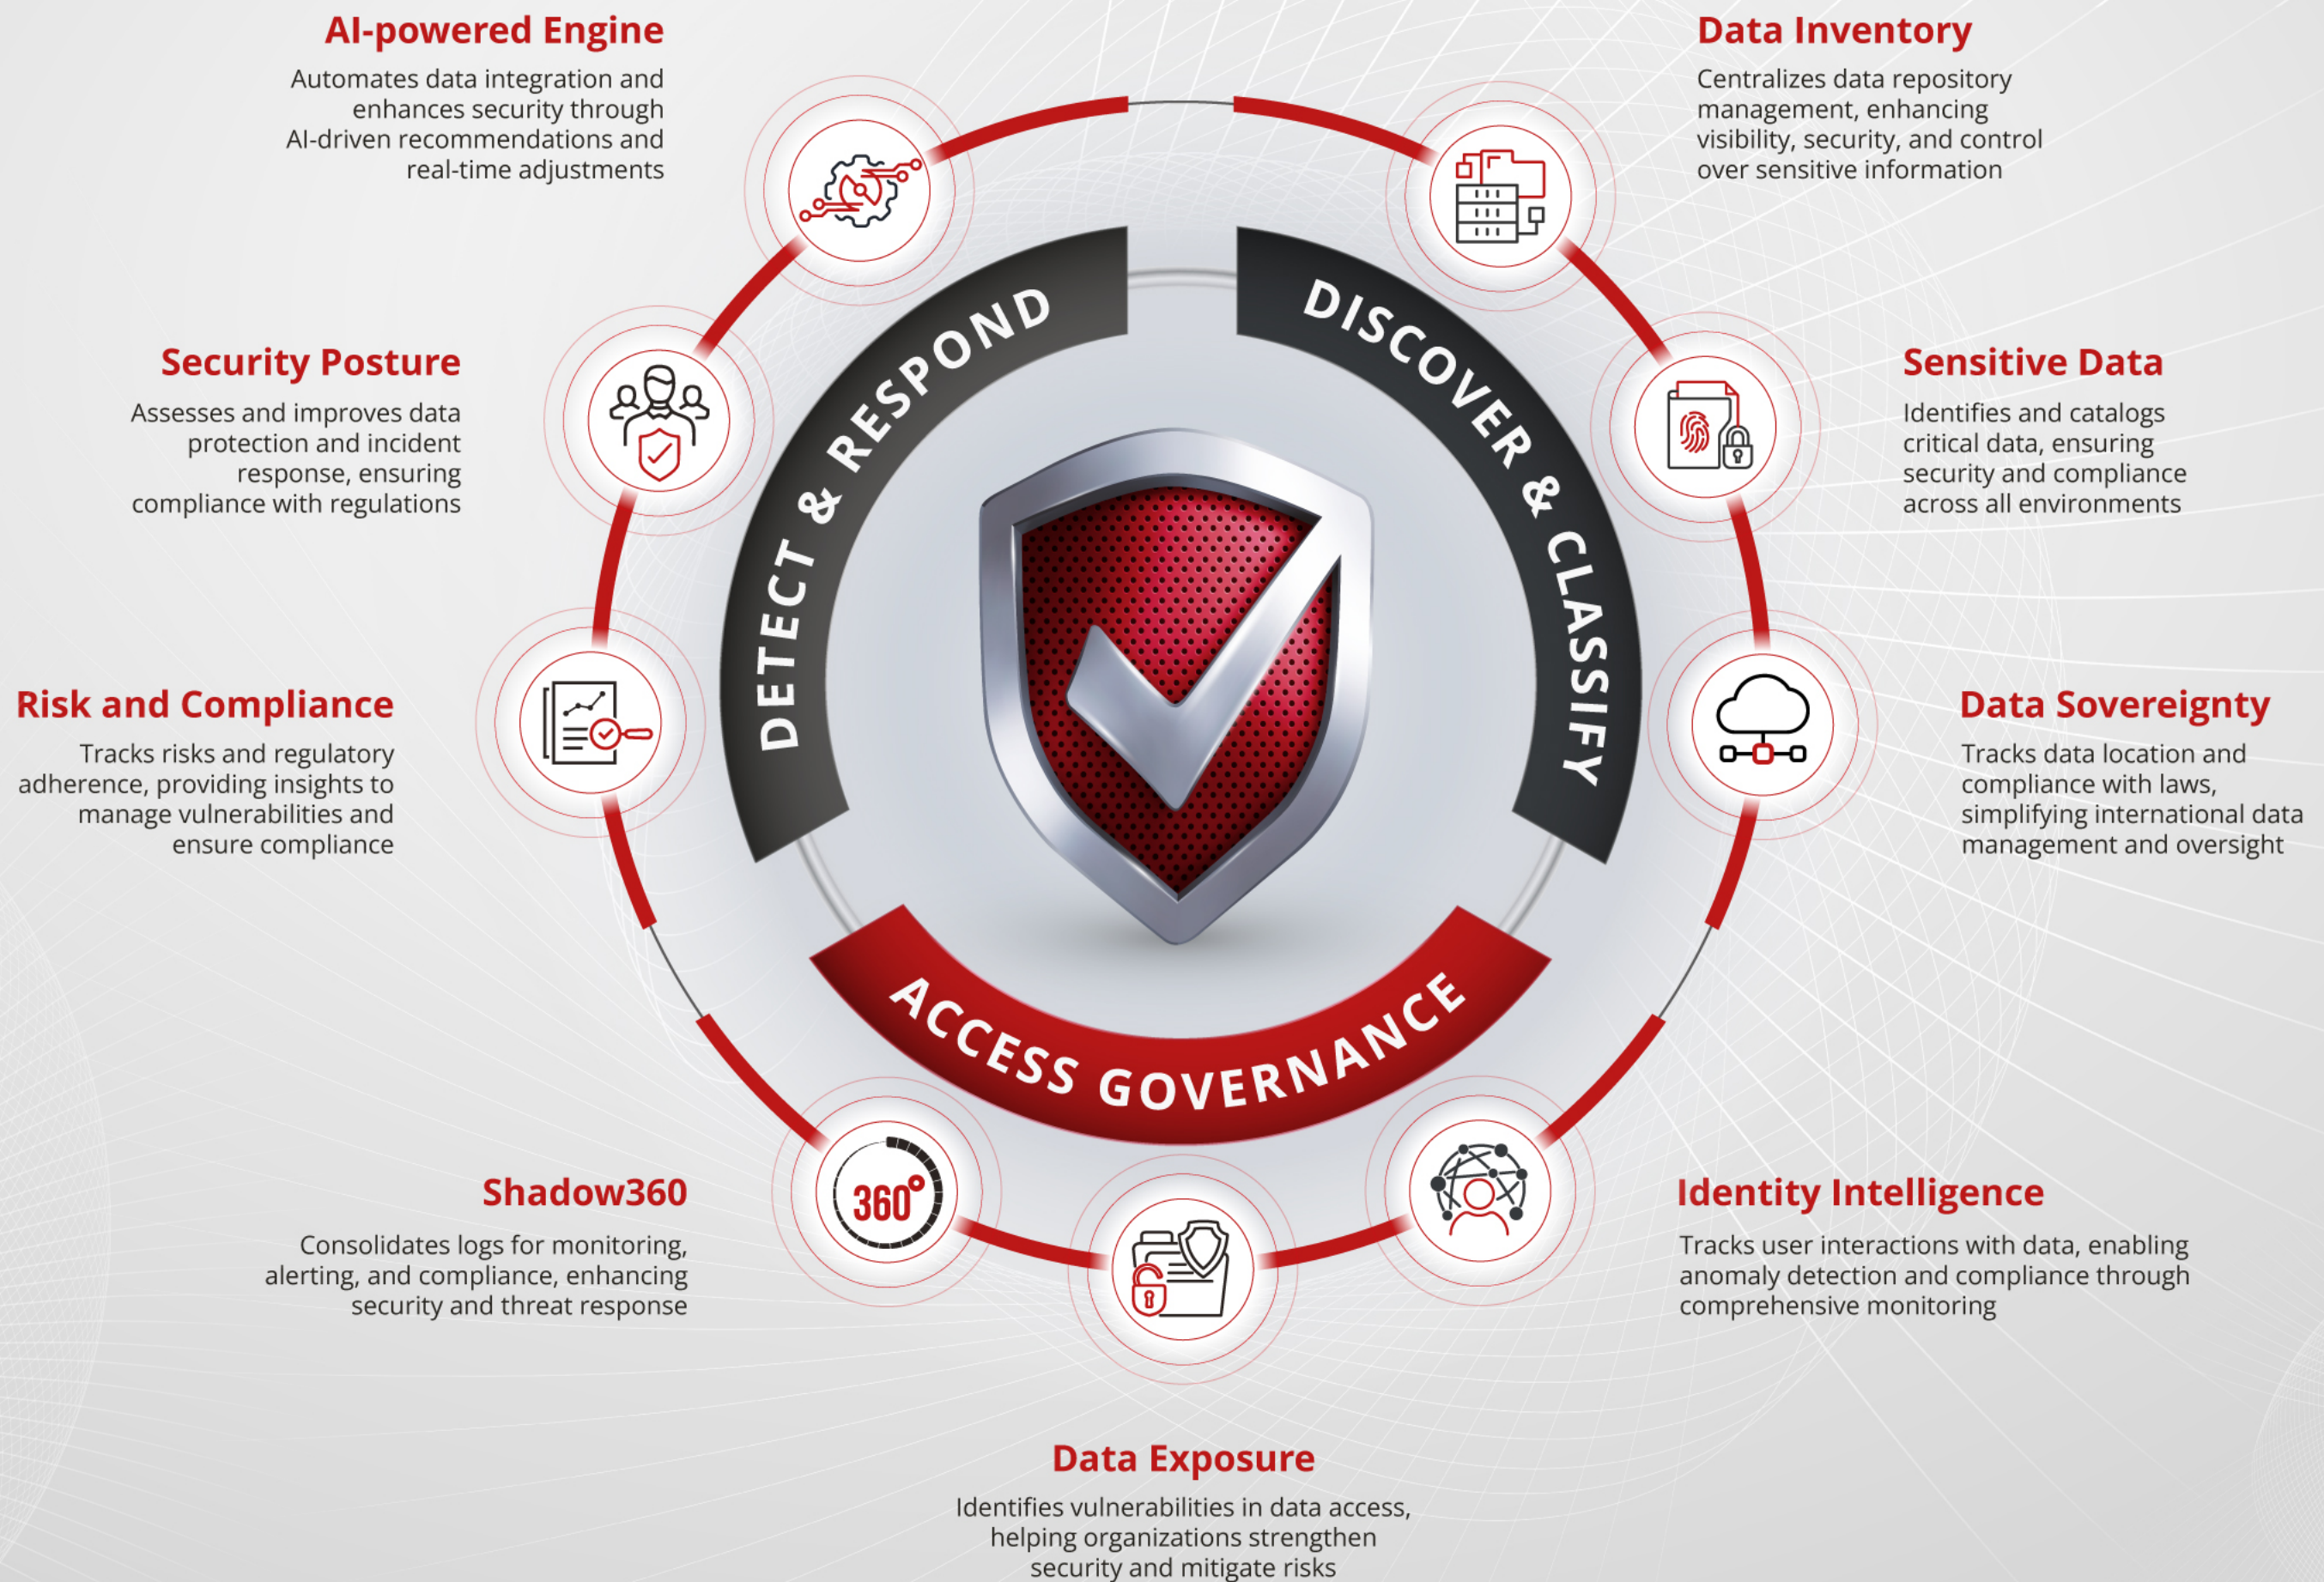 AI-powered Engine
Automates data integration and
enhances security through
AI-driven recommendations and
real-time adjustments
Data Inventory
Centralizes data repository
management, enhancing
visibility, security, and control
over sensitive information
Security Posture
Assesses and improves data
protection and incident
response, ensuring
compliance with regulations
Sensitive Data
Identifies and catalogs
critical data, ensuring
security and compliance
across all environments
DETECT & RESPOND
DISCOVER & CLASSIFY
Risk and Compliance
Tracks risks and regulatory
adherence, providing insights to
manage vulnerabilities and
ensure compliance
Data Sovereignty
Tracks data location and
compliance with laws,
simplifying international data
management and oversight
ACCESS GOVERNANCE
Shadow360
Consolidates logs for monitoring,
alerting, and compliance, enhancing
security and threat response
360°
Identity Intelligence
Tracks user interactions with data, enabling
anomaly detection and compliance through
comprehensive monitoring
Data Exposure
Identifies vulnerabilities in data access,
helping organizations strengthen
security and mitigate risks